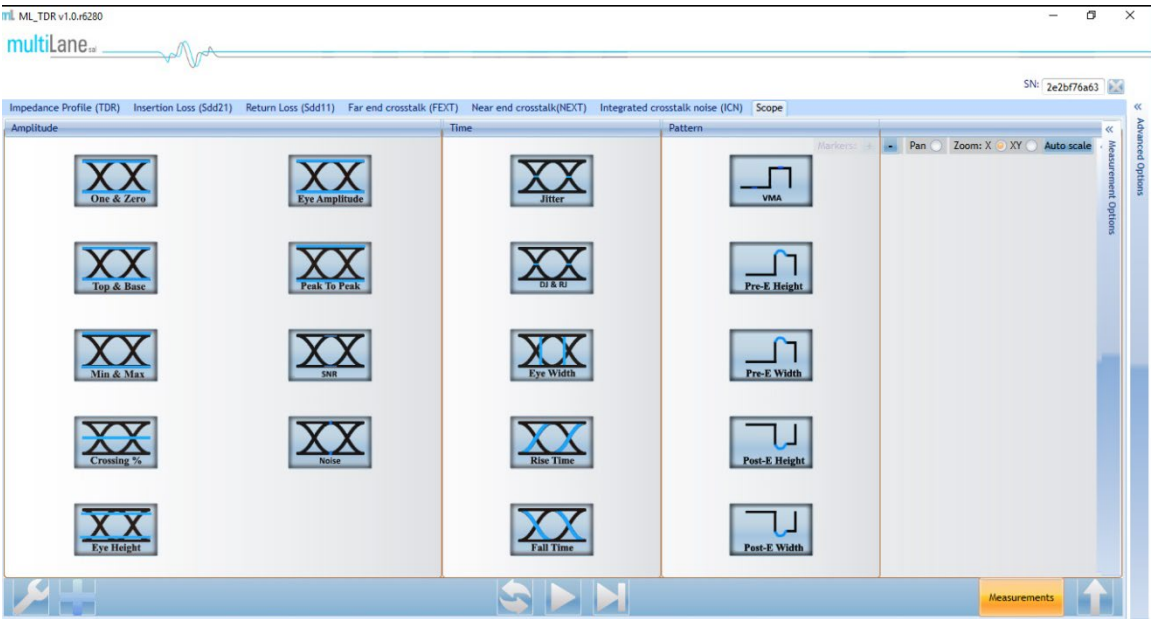 mL ML_TDR v1.0.r6280
multiLane sal
SN: 2e2bf76a63
Impedance Profile (TDR) Insertion Loss (Sdd21) Return Loss (Sdd11) Far end crosstalk (FEXT) Near end crosstalk(NEXT) Integrated crosstalk noise (ICN) Scope
Amplitude Time Pattern
Markers: Pan Zoom: X XY Auto scale
One & Zero Eye Amplitude Jitter VMA
Top & Base Peak To Peak DJ & RJ Pre-E Height
Min & Max SNR Eye Width Pre-E Width
Crossing % Noise Rise Time Post-E Height
Eye Height Fall Time Post-E Width
Measurement Options
Advanced Options
Measurements